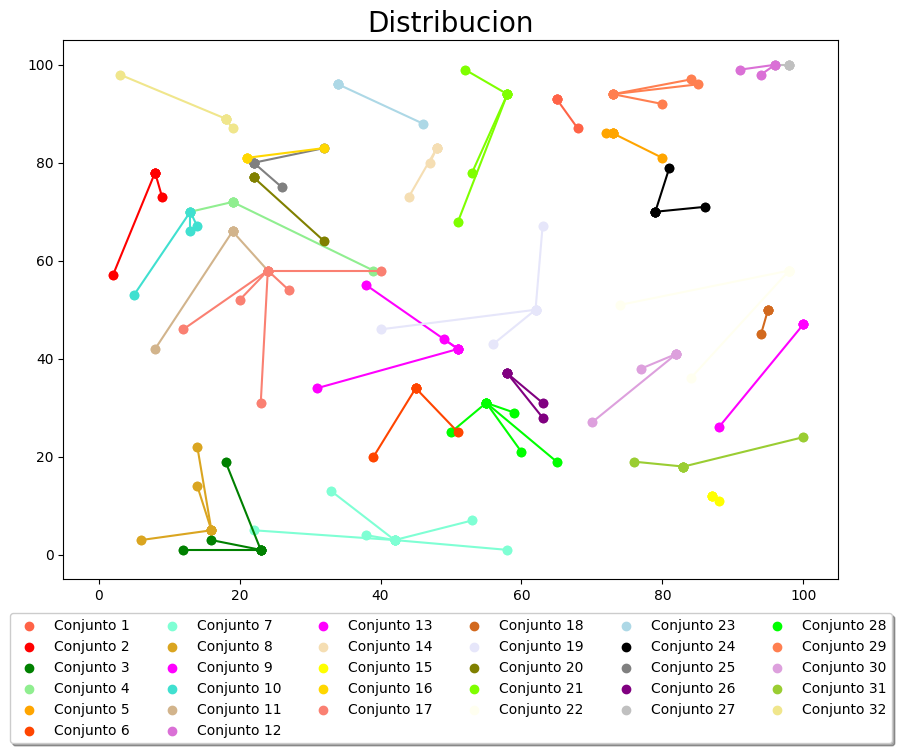 Distribucion
100
80
60
40
20
0
0 20 40 60 80 100
Conjunto 1 Conjunto 7 Conjunto 13 Conjunto 18 Conjunto 23 Conjunto 28
Conjunto 2 Conjunto 8 Conjunto 14 Conjunto 19 Conjunto 24 Conjunto 29
Conjunto 3 Conjunto 9 Conjunto 15 Conjunto 20 Conjunto 25 Conjunto 30
Conjunto 4 Conjunto 10 Conjunto 16 Conjunto 21 Conjunto 26 Conjunto 31
Conjunto 5 Conjunto 11 Conjunto 17 Conjunto 22 Conjunto 27 Conjunto 32
Conjunto 6 Conjunto 12